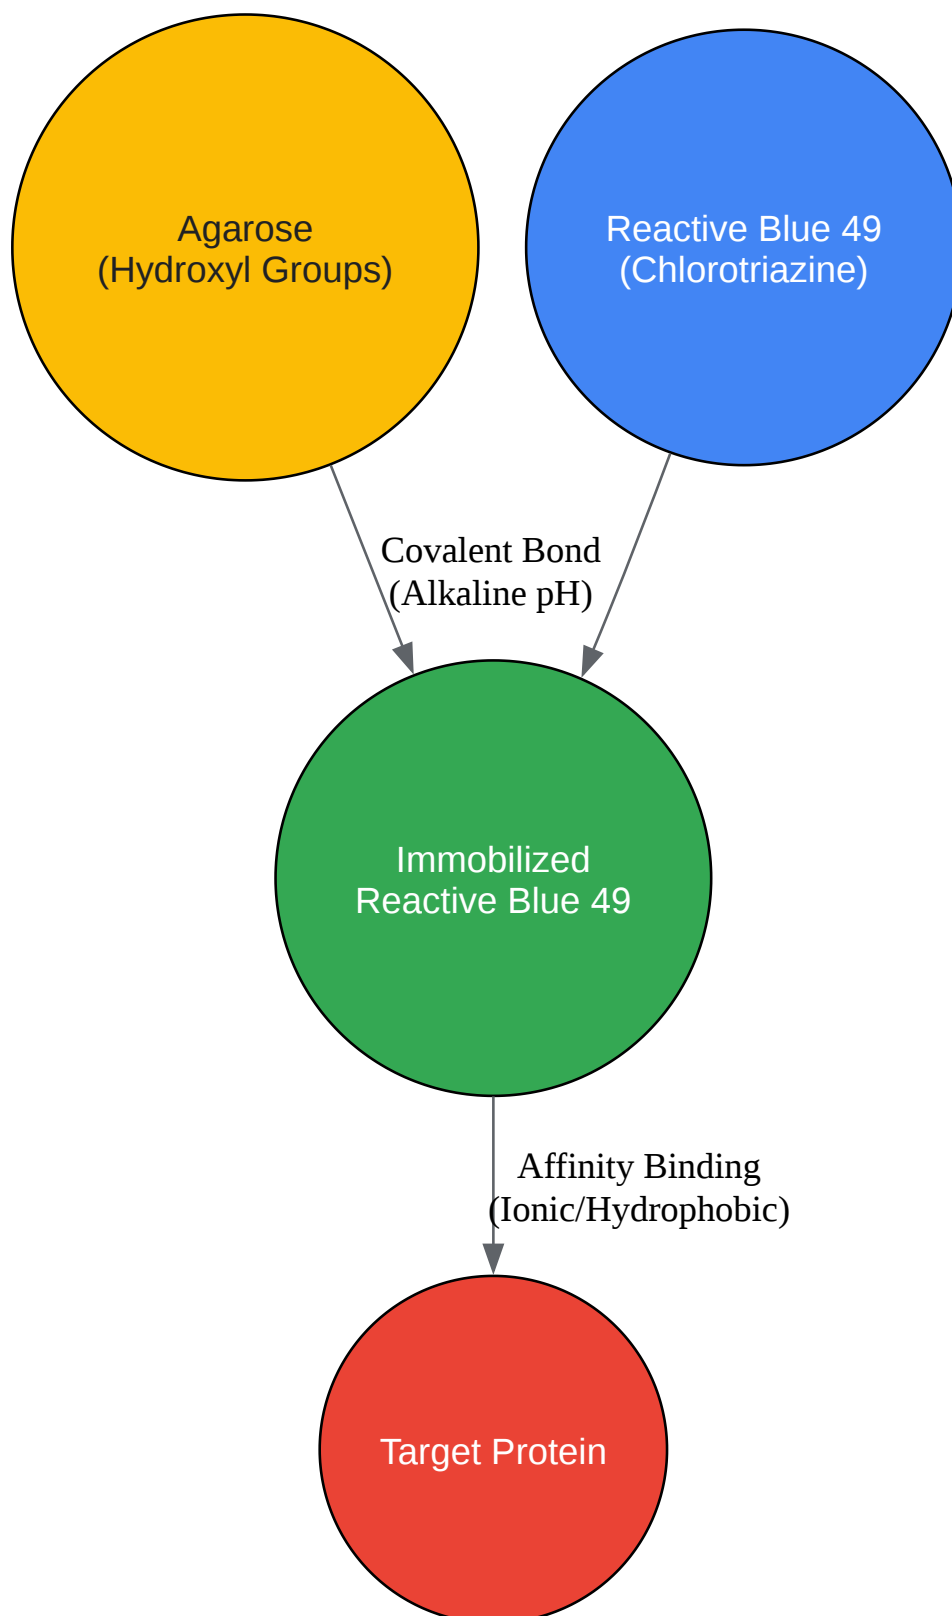 Agarose
(Hydroxyl Groups)
Reactive Blue 49
(Chlorotriazine)
Covalent Bond
(Alkaline pH)
Immobilized
Reactive Blue 49
Affinity Binding
(Ionic/Hydrophobic)
Target Protein